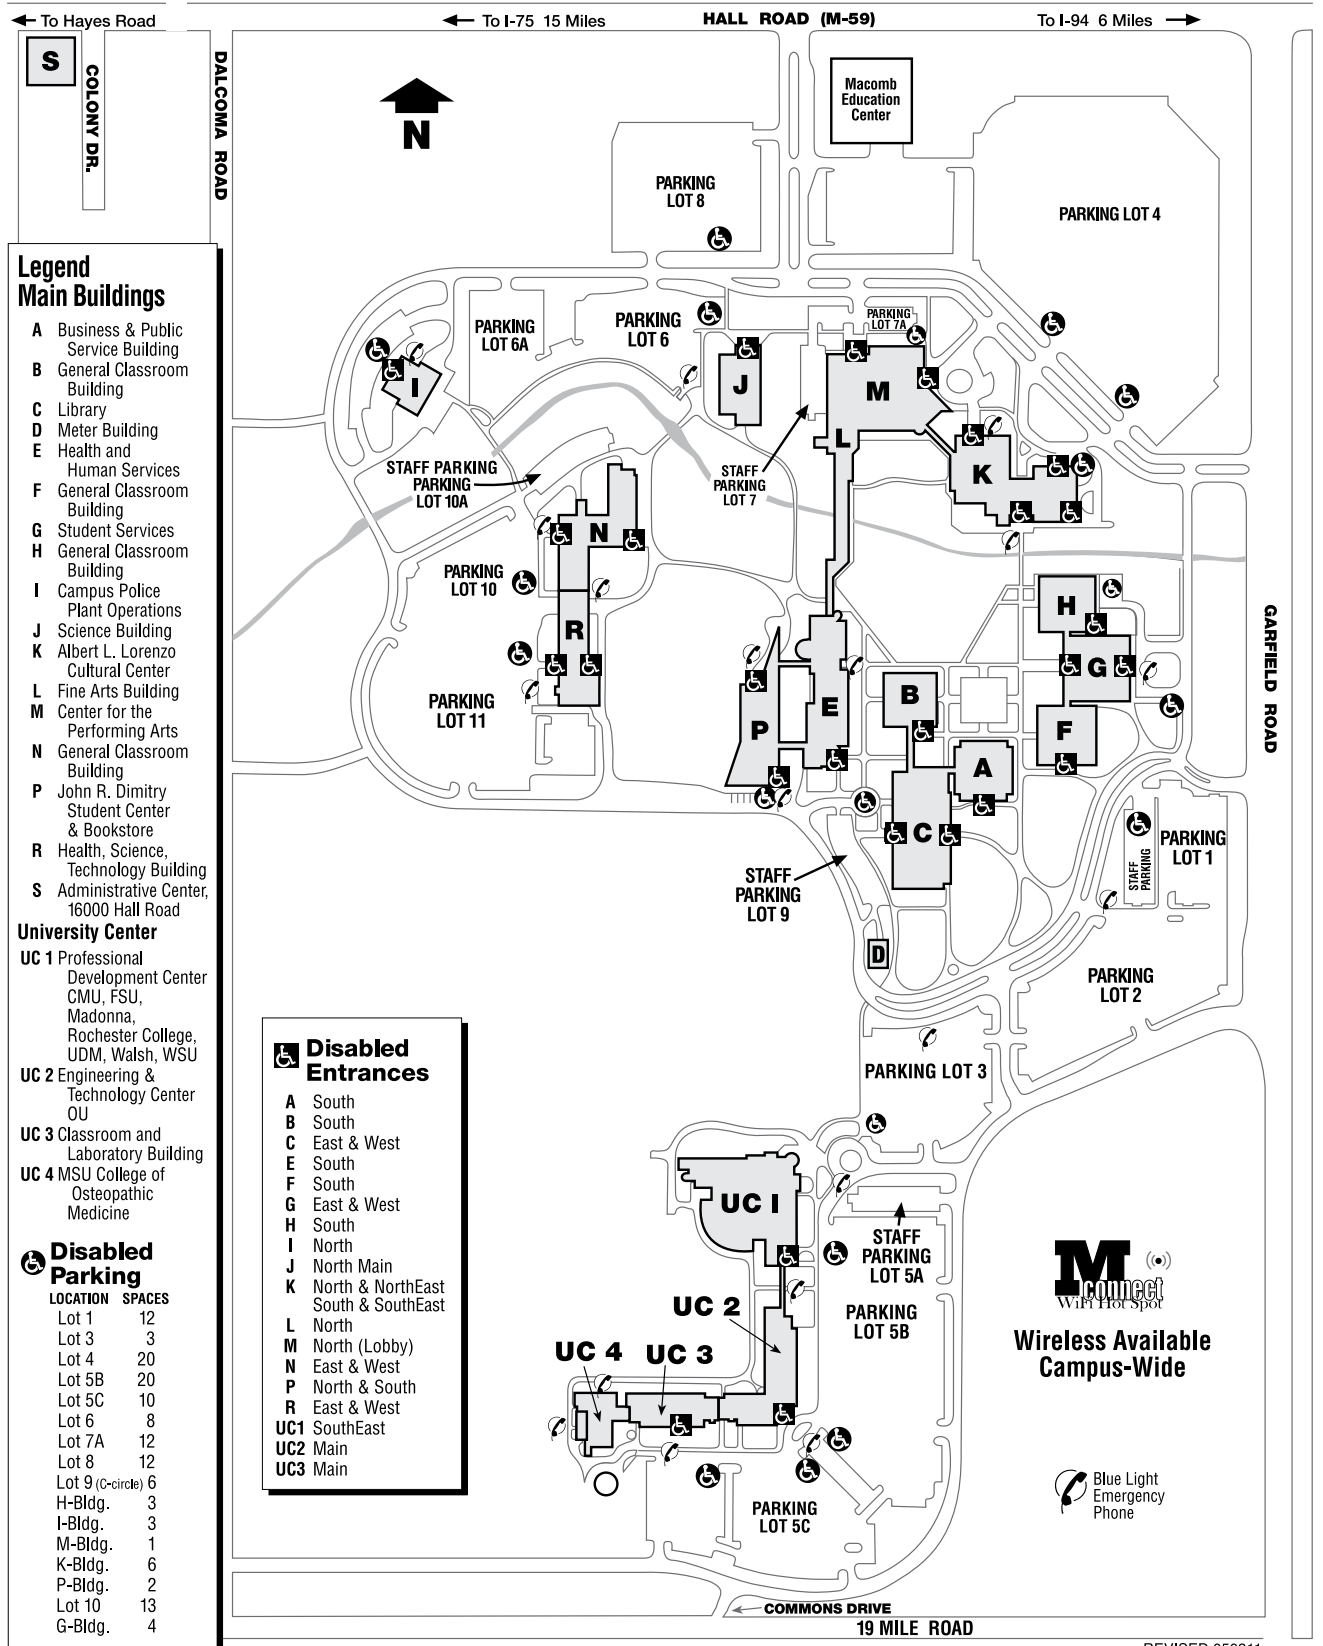 To Hayes Road
To I-75 15 Miles
HALL ROAD (M-59)
To I-94 6 Miles
S
COLONY DR.
DALCOMA ROAD
N
Macomb
Education
Center
PARKING
LOT 8
PARKING LOT 4
Legend
Main Buildings
A Business & Public
Service Building
B General Classroom
Building
C Library
D Meter Building
E Health and
Human Services
F General Classroom
Building
G Student Services
H General Classroom
Building
I Campus Police
Plant Operations
J Science Building
K Albert L. Lorenzo
Cultural Center
L Fine Arts Building
M Center for the
Performing Arts
N General Classroom
Building
P John R. Dimitry
Student Center
& Bookstore
R Health, Science,
Technology Building
S Administrative Center,
16000 Hall Road
University Center
UC 1 Professional
Development Center
CMU, FSU,
Madonna,
Rochester College,
UDM, Walsh, WSU
UC 2 Engineering &
Technology Center
OU
UC 3 Classroom and
Laboratory Building
UC 4 MSU College of
Osteopathic
Medicine
Disabled
Parking
LOCATION SPACES
Lot 1 12
Lot 3 3
Lot 4 20
Lot 5B 20
Lot 5C 10
Lot 6 8
Lot 7A 12
Lot 8 12
Lot 9 (C-circle) 6
H-Bldg. 3
I-Bldg. 3
M-Bldg. 1
K-Bldg. 6
P-Bldg. 2
Lot 10 13
G-Bldg. 4
PARKING
LOT 6A
PARKING
LOT 6
PARKING
LOT 7A
I
J
M
L
K
STAFF PARKING
PARKING
LOT 10A
STAFF
PARKING
LOT 7
N
PARKING
LOT 10
R
PARKING
LOT 11
H
G
F
GARFIELD ROAD
E
P
B
A
C
STAFF
PARKING
LOT 9
STAFF
PARKING
PARKING
LOT 1
D
PARKING
LOT 2
PARKING LOT 3
Disabled
Entrances
A South
B South
C East & West
E South
F South
G East & West
H South
I North
J North Main
K North & NorthEast
South & SouthEast
L North
M North (Lobby)
N East & West
P North & South
R East & West
UC1 SouthEast
UC2 Main
UC3 Main
UC I
STAFF
PARKING
LOT 5A
PARKING
LOT 5B
UC 2
UC 4
UC 3
PARKING
LOT 5C
M
connect
WiFi Hot Spot
Wireless Available
Campus-Wide
Blue Light
Emergency
Phone
COMMONS DRIVE
19 MILE ROAD